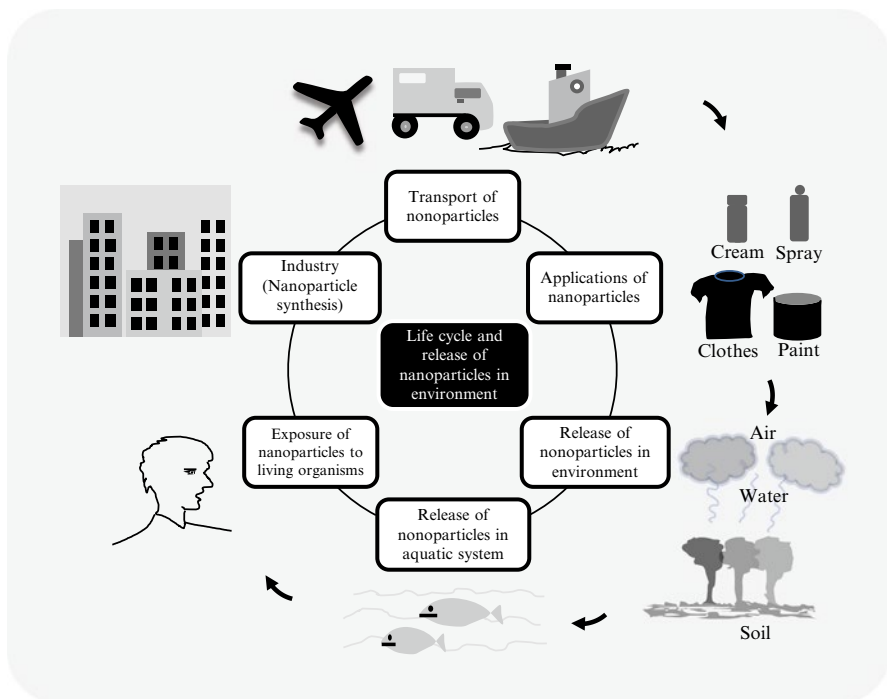 Transport of
nonoparticles
Industry
(Nanoparticle
synthesis)
Applications of
nanoparticles
Cream
Spray
Clothes
Paint
Life cycle and
release of
nanoparticles in
environment
Exposure of
nanoparticles to
living organisms
Release of
nonoparticles in
environment
Air
Water
Release of
nonoparticles in
aquatic system
Soil